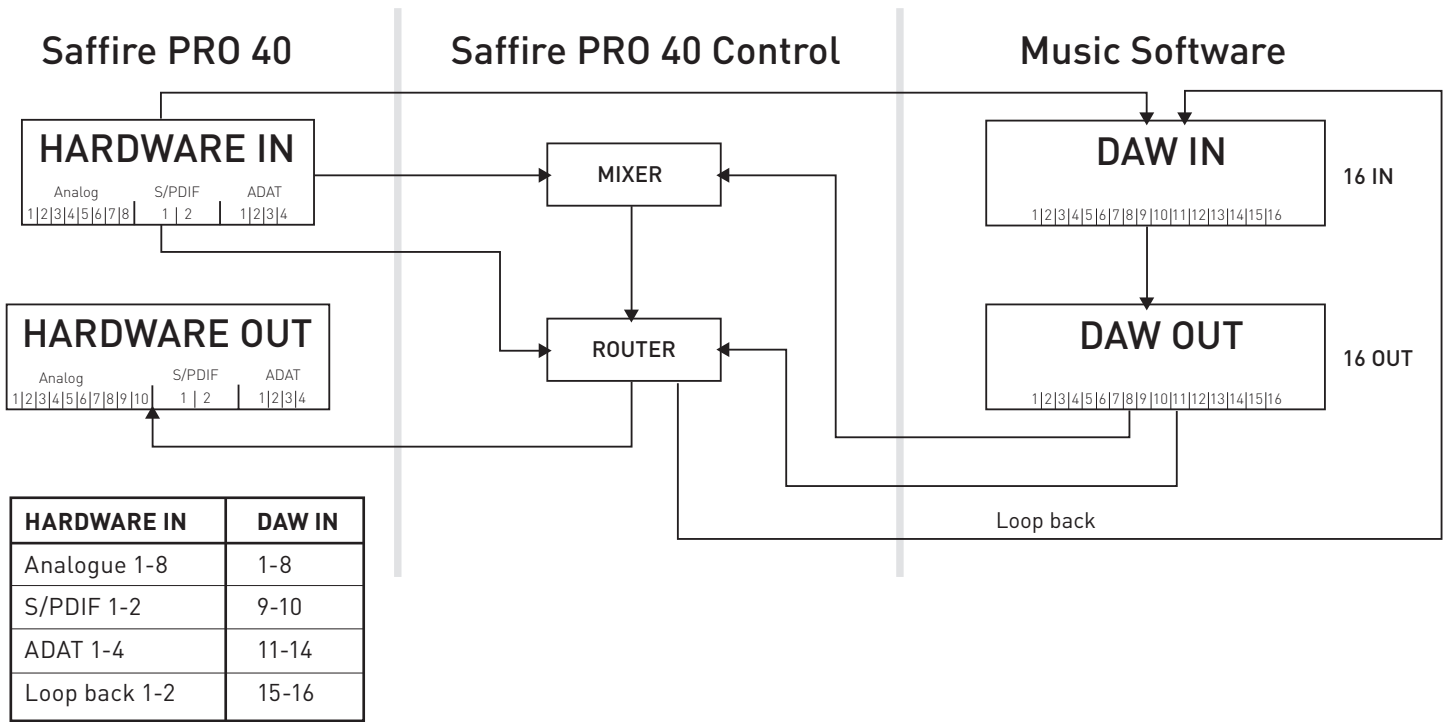 Saffire PRO 40
Saffire PRO 40 Control
Music Software
HARDWARE IN
Analog S/PDIF ADAT
1|2|3|4|5|6|7|8 1 | 2 1|2|3|4
MIXER
DAW IN
1|2|3|4|5|6|7|8|9|10|11|12|13|14|15|16
16 IN
HARDWARE OUT
Analog S/PDIF ADAT
1|2|3|4|5|6|7|8|9|10 1 | 2 1|2|3|4
ROUTER
DAW OUT
1|2|3|4|5|6|7|8|9|10|11|12|13|14|15|16
16 OUT
Loop back
HARDWARE IN DAW IN
Analogue 1-8 1-8
S/PDIF 1-2 9-10
ADAT 1-4 11-14
Loop back 1-2 15-16